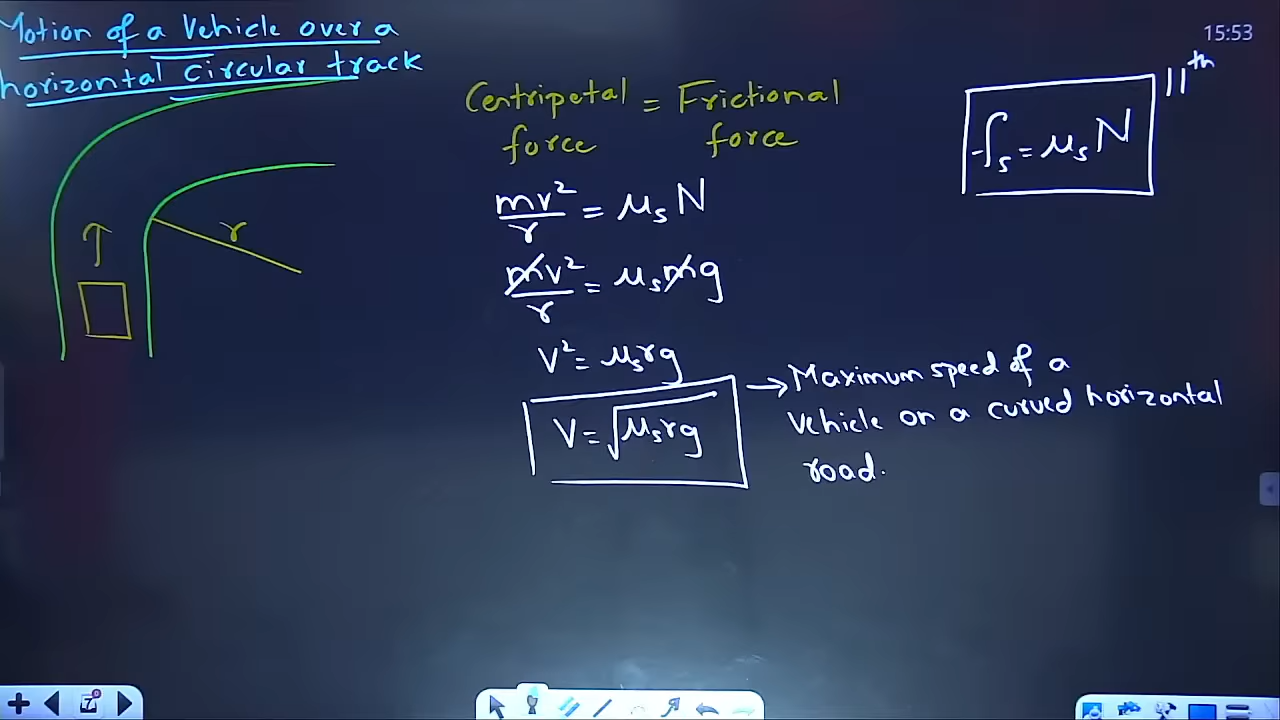 Motion of a Vehicle over a
horizontal circular track
15:53
11th
fs = μs N
Centripetal force = Frictional force
mv²/r = μs N
mv²/r = μs mg
V² = μs rg
V = √μs rg
→ Maximum speed of a
vehicle on a curved horizontal
road.
r